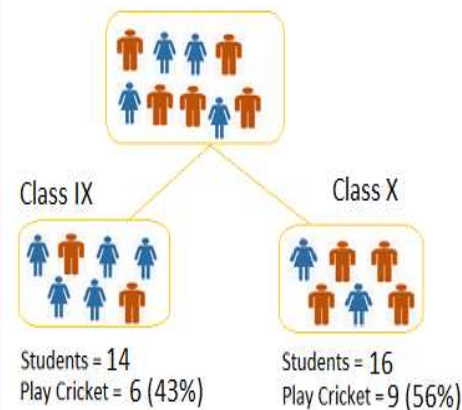 Class IX
Class X
Students = 14
Play Cricket = 6 (43%)
Students = 16
Play Cricket = 9 (56%)